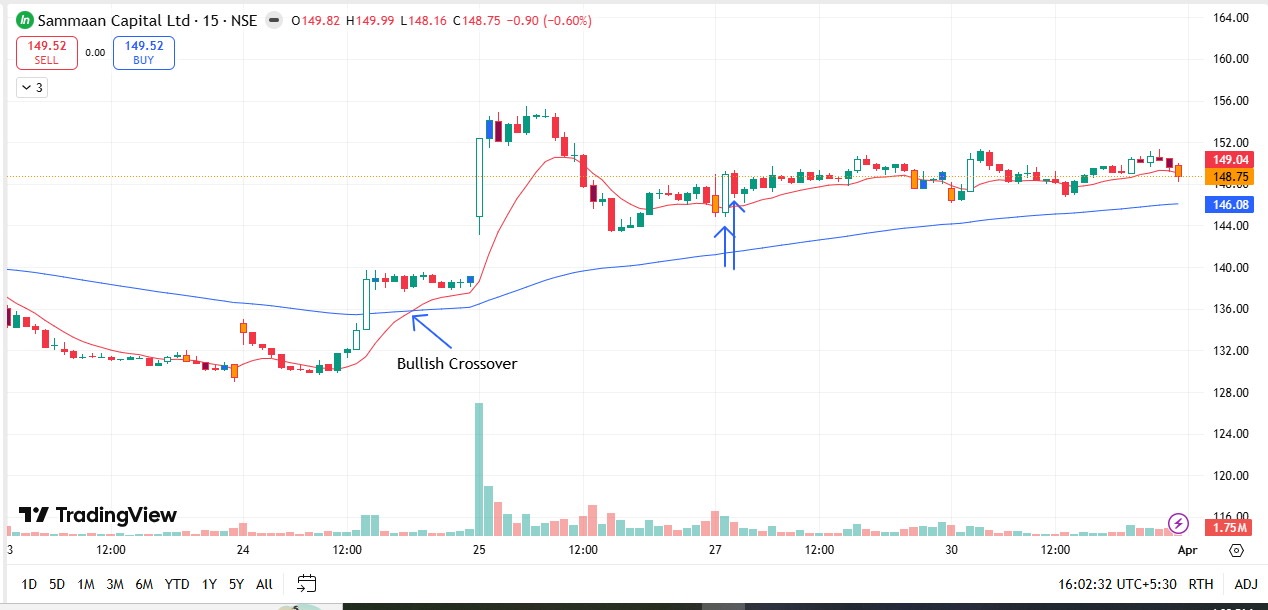 Sammaan Capital Ltd · 15 · NSE O149.82 H149.99 L148.16 C148.75 −0.90 (−0.60%)
149.52 SELL 0.00 149.52 BUY
3
164.00
160.00
156.00
152.00
149.04
148.75
148.00
146.08
144.00
140.00
136.00
132.00
128.00
124.00
120.00
116.00
1.75M
Bullish Crossover
TradingView
3 12:00 24 12:00 25 12:00 27 12:00 30 12:00 Apr
1D 5D 1M 3M 6M YTD 1Y 5Y All 16:02:32 UTC+5:30 RTH ADJ